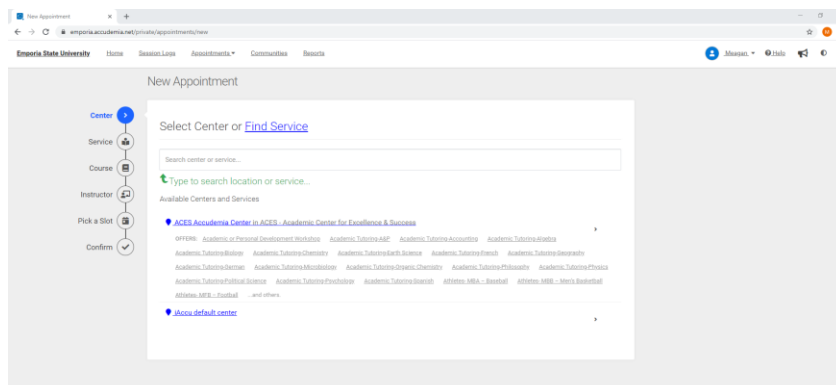 New Appointment
emporia.accudemia.net/private/appointments/new
M
Emporia State University Home Session Logs Appointments Communities Reports Meagan Help
New Appointment
Center
Service
Course
Instructor
Pick a Slot
Confirm
Select Center or Find Service
Search center or service...
Type to search location or service...
Available Centers and Services
ACES Accudemia Center in ACES - Academic Center for Excellence & Success
OFFERS: Academic or Personal Development Workshop Academic Tutoring-A&P Academic Tutoring-Accounting Academic Tutoring-Algebra
Academic Tutoring-Biology Academic Tutoring-Chemistry Academic Tutoring-Earth Science Academic Tutoring-French Academic Tutoring-Geography
Academic Tutoring-German Academic Tutoring-Microbiology Academic Tutoring-Organic Chemistry Academic Tutoring-Philosophy Academic Tutoring-Physics
Academic Tutoring-Political Science Academic Tutoring-Psychology Academic Tutoring-Spanish Athletes- MBA – Baseball Athletes- MBB – Men's Basketball
Athletes- MFB – Football ...and others.
iAccu default center